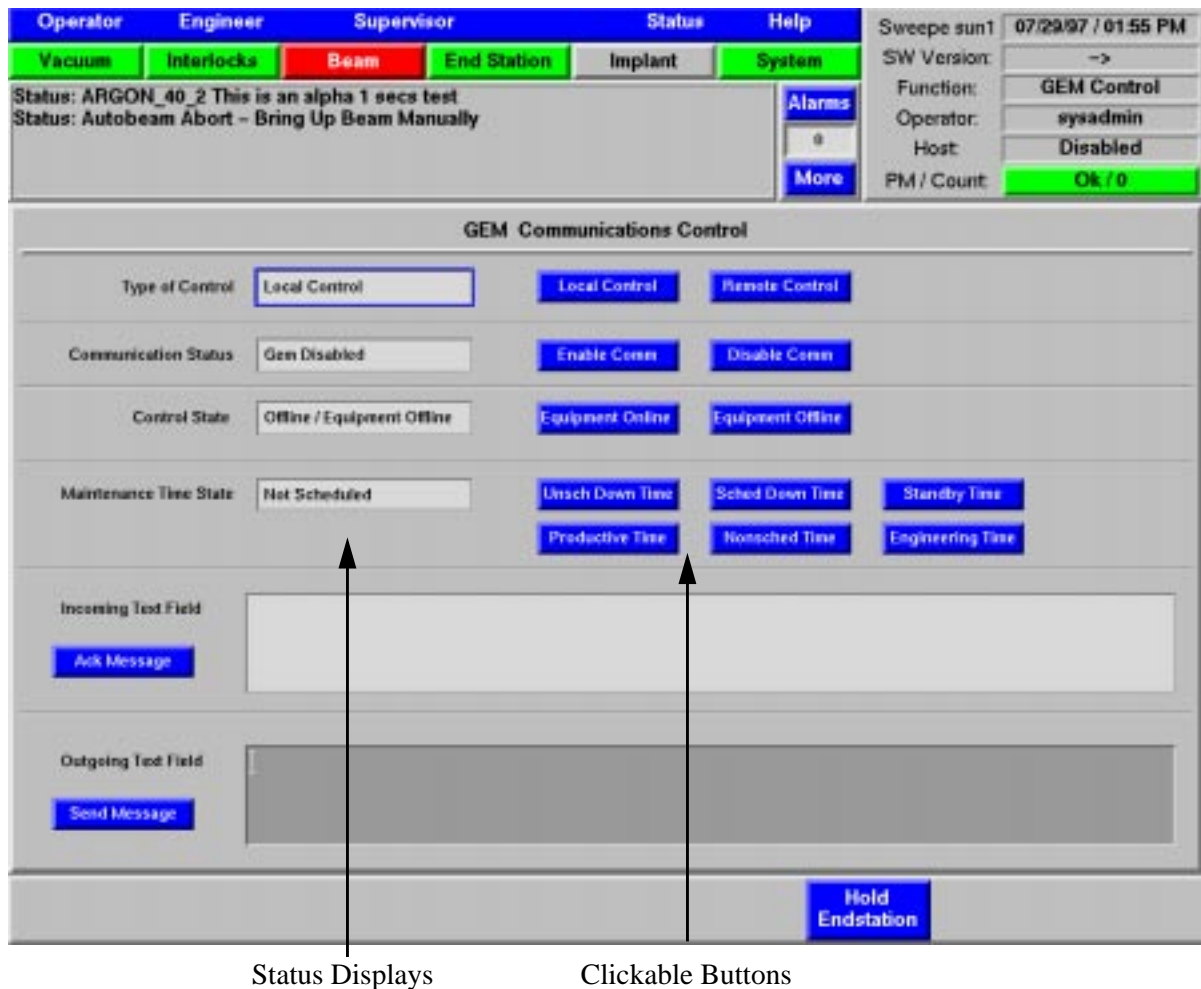 Operator Engineer Supervisor Status Help
Vacuum Interlocks Beam End Station Implant System
Status: ARGON_40_2 This is an alpha 1 secs test
Status: Autobeam Abort – Bring Up Beam Manually
Alarms
0
More
Sweepe sun1 07/29/97 / 01:55 PM
SW Version: –>
Function: GEM Control
Operator: sysadmin
Host: Disabled
PM / Count: Ok / 0
GEM Communications Control
Type of Control Local Control Local Control Remote Control
Communication Status Gem Disabled Enable Comm Disable Comm
Control State Offline / Equipment Offline Equipment Online Equipment Offline
Maintenance Time State Not Scheduled Unsch Down Time Sched Down Time Standby Time
Productive Time Nonsched Time Engineering Time
Incoming Text Field
Ack Message
Outgoing Text Field
Send Message
Hold
Endstation
Status Displays Clickable Buttons